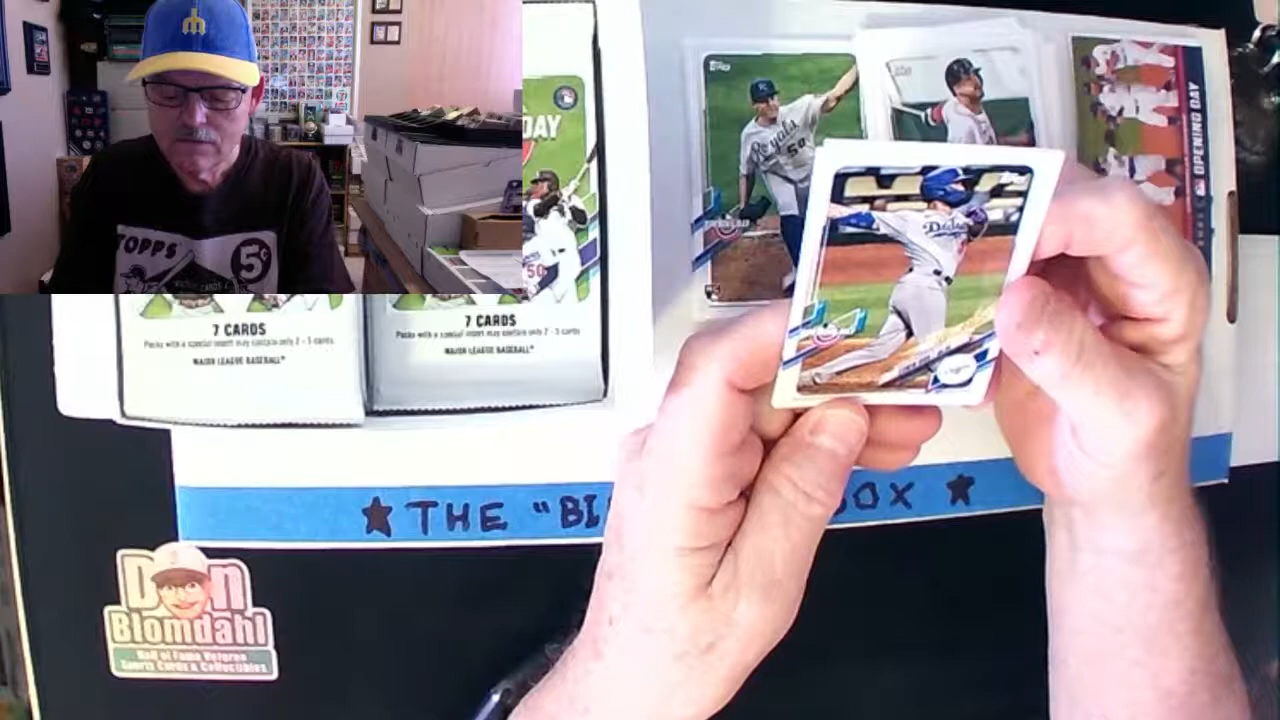 TOPPS
5¢
DAY
50
7 CARDS
Packs with a special insert may contain only 2 - 5 cards.
MAJOR LEAGUE BASEBALL®
7 CARDS
Packs with a special insert may contain only 2 - 5 cards
MAJOR LEAGUE BASEBALL®
Royals
OPENING DAY
★ THE "BL
BOX ★
Don
Blomdahl
Hall of Fame Veteran
Sports Cards & Collectibles